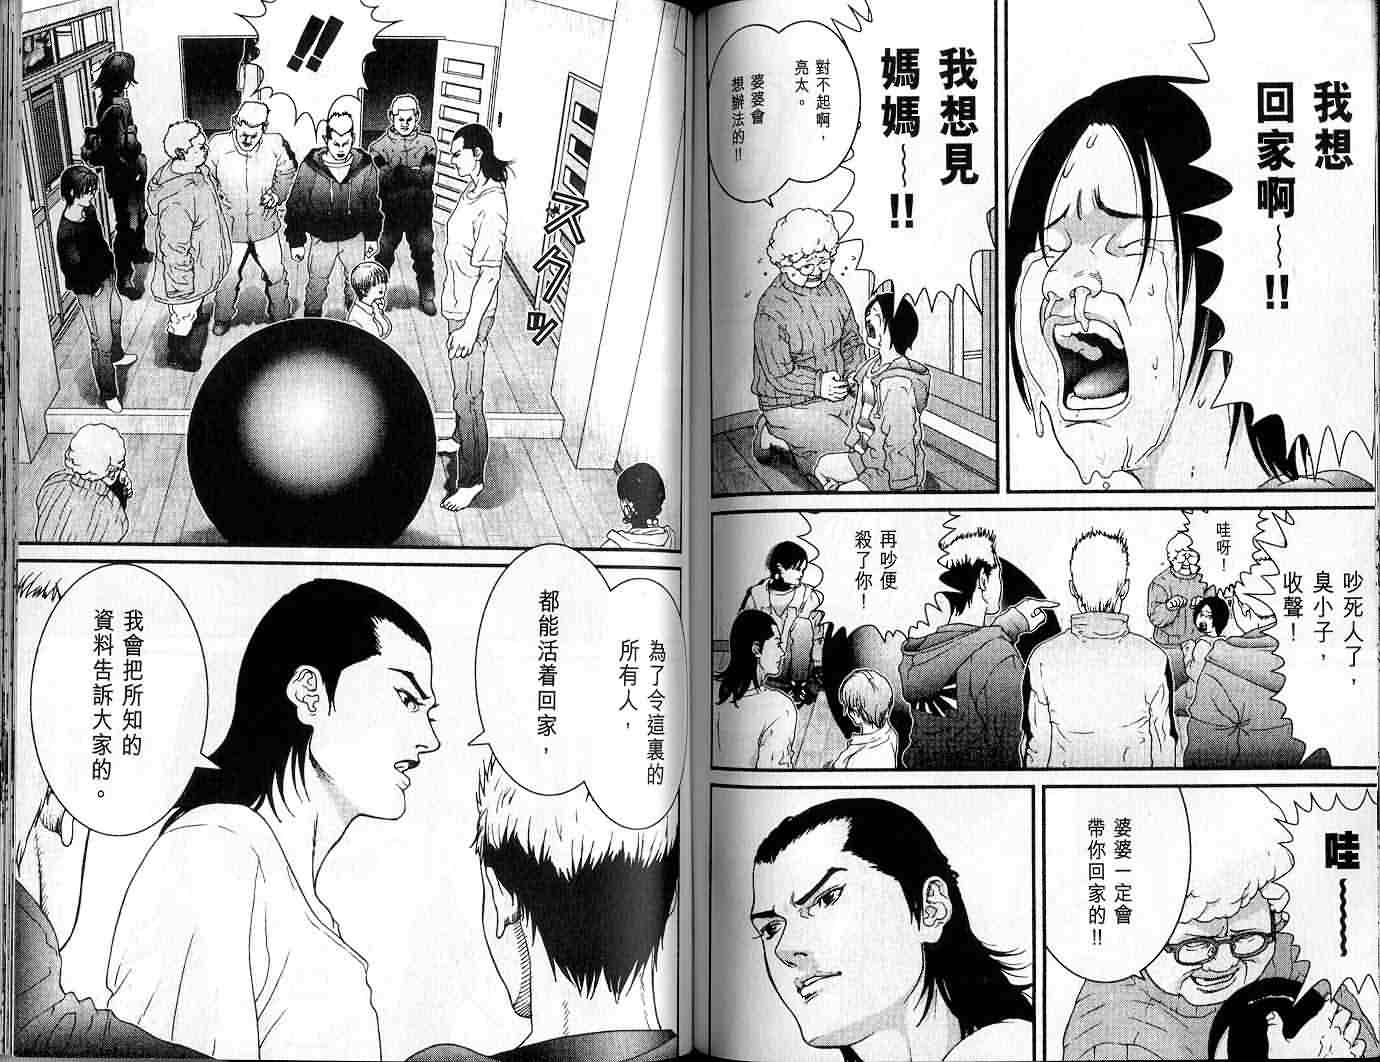 我想
回家啊～!!
我想見
媽媽～!!
對不起啊，
亮太。
婆婆會
想辦法的!!
吵死人了，
臭小子，
收聲！
哇呀！
再吵便
殺了你！
哇～
婆婆一定會
帶你回家的!!
!!
スタッ
為了令這裏的
所有人，
都能活着回家，
我會把所知的
資料告訴大家的。